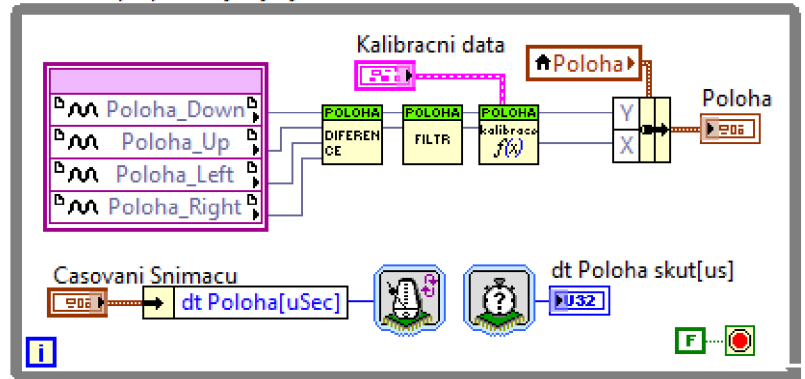 Kalibracni data
Poloha
Poloha
Poloha_Down
Poloha_Up
Poloha_Left
Poloha_Right
POLOHA
DIFEREN
CE
POLOHA
FILTR
POLOHA
kalibrace
f(x)
Y
X
Casovani Snimacu
dt Poloha[uSec]
dt Poloha skut[us]
U32
F
i